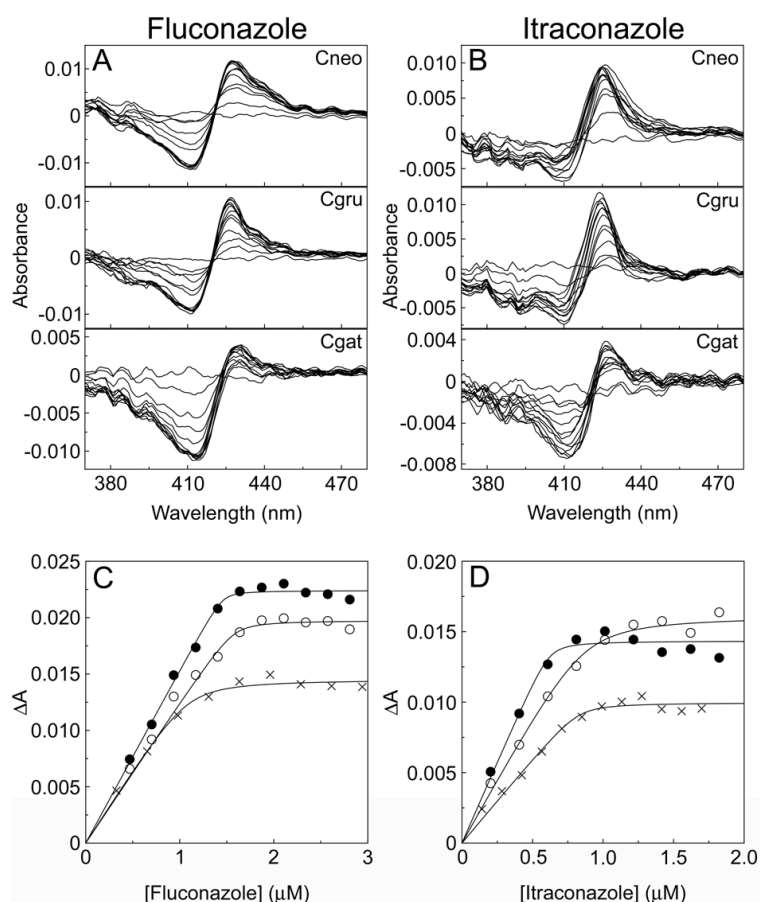 Fluconazole Itraconazole
A Cneo
0.01
0
-0.01
B Cneo
0.010
0.005
0
-0.005
Cgru
0.01
0
-0.01
Absorbance
Cgru
0.010
0.005
0
-0.005
Absorbance
Cgat
0.005
0
-0.005
-0.010
Cgat
0.004
0
-0.004
-0.008
380 410 440 470
Wavelength (nm)
380 410 440 470
Wavelength (nm)
C
0.025
0.020
0.015
0.010
0.005
0
ΔA
0 1 2 3
[Fluconazole] (μM)
D
0.020
0.015
0.010
0.005
0
ΔA
0 0.5 1.0 1.5 2.0
[Itraconazole] (μM)